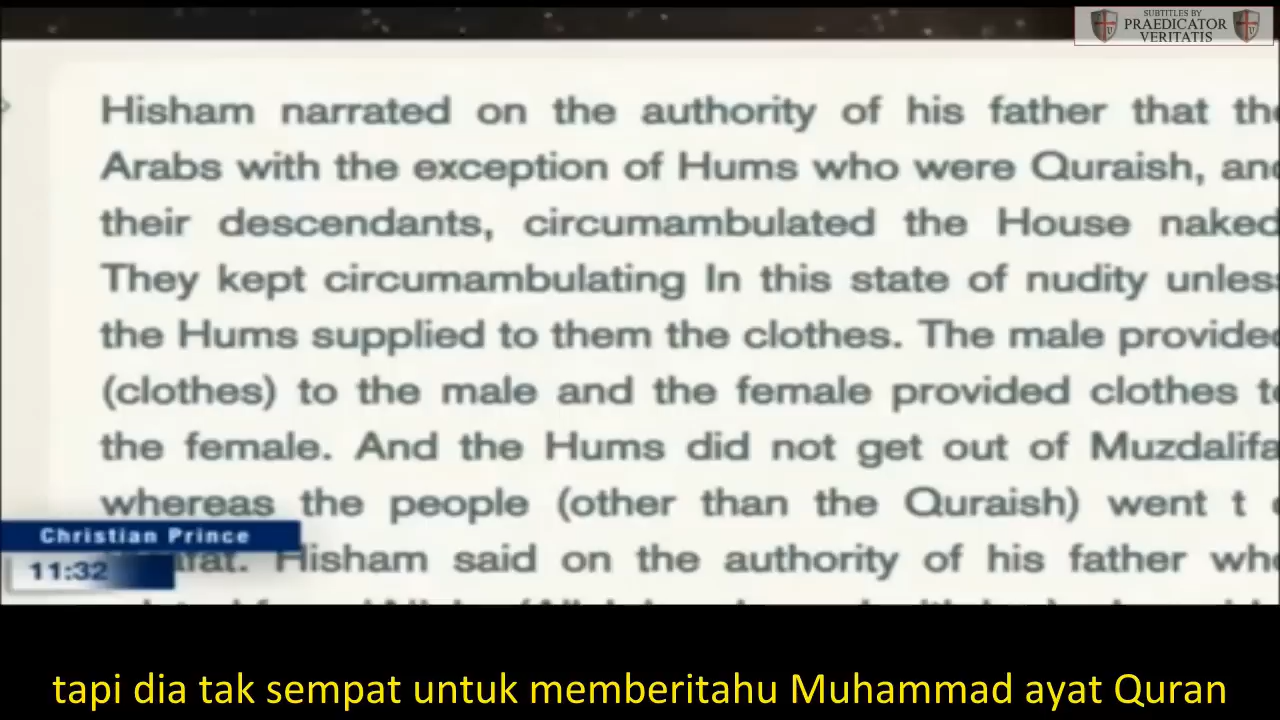 SUBTITLES BY
PRAEDICATOR
VERITATIS
Hisham narrated on the authority of his father that the
Arabs with the exception of Hums who were Quraish, and
their descendants, circumambulated the House naked
They kept circumambulating In this state of nudity unless
the Hums supplied to them the clothes. The male provided
(clothes) to the male and the female provided clothes to
the female. And the Hums did not get out of Muzdalifa
whereas the people (other than the Quraish) went t
Christian Prince
Hisham said on the authority of his father who
11:32
tapi dia tak sempat untuk memberitahu Muhammad ayat Quran